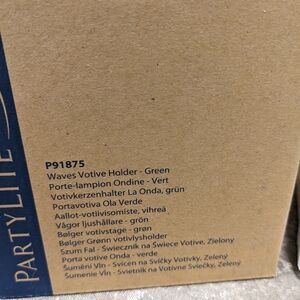 PARTYLITE
P91875
Waves Votive Holder - Green
Porte-lampion Ondine - Vert
Votivkerzenhalter La Onda, grün
Portavotiva Ola Verde
Aallot-votiivisomiste, vihreä
Vågor ljushållare - grön
Bølger votivstage - grøn
Bølger Grønn votivlysholder
Szum Fal - Świecznik na Świece Votive, Zielony
Porta votive Onda - verde
Šumění Vln - Svícen na Svíčky Votivky, Zelený
Šumenie Vĺn - Svietnik na Votívne Sviečky, Zelený